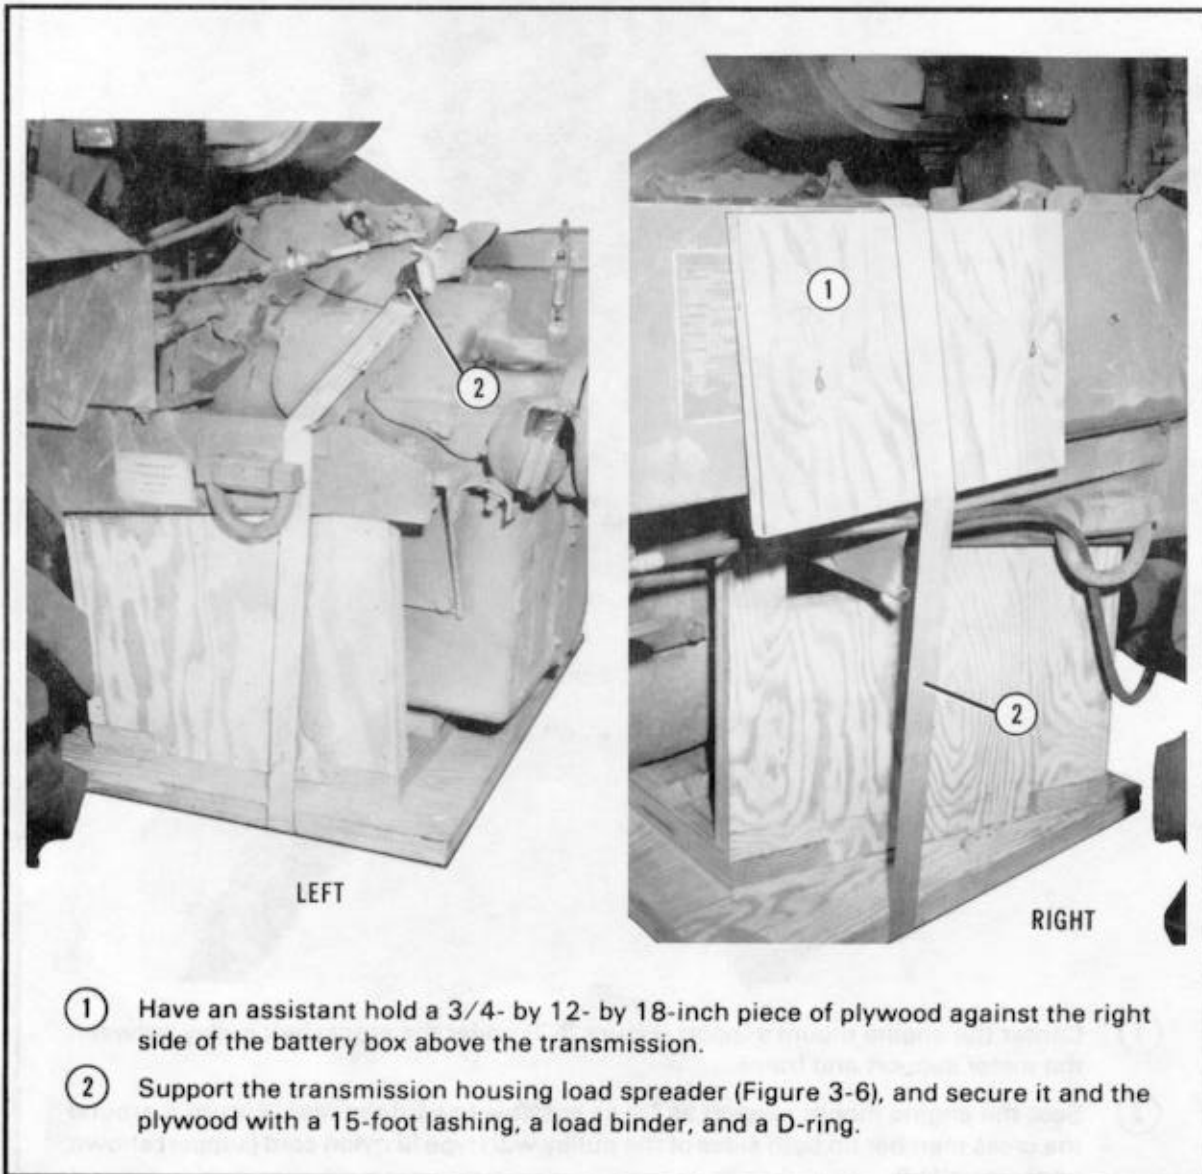 1
2
2
LEFT
RIGHT
1 Have an assistant hold a 3/4- by 12- by 18-inch piece of plywood against the right
side of the battery box above the transmission.
2 Support the transmission housing load spreader (Figure 3-6), and secure it and the
plywood with a 15-foot lashing, a load binder, and a D-ring.